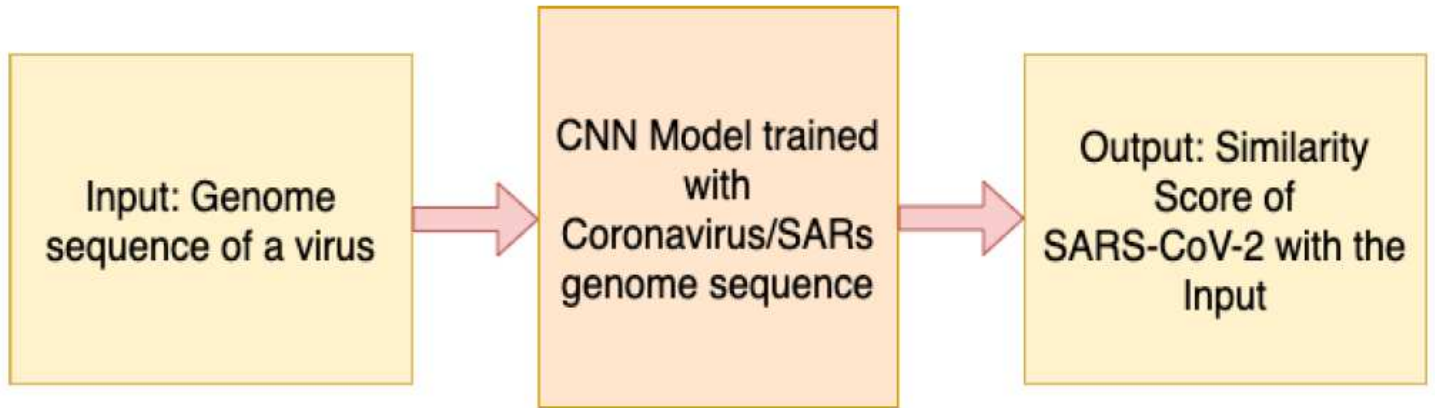 Input: Genome
sequence of a virus
CNN Model trained
with
Coronavirus/SARs
genome sequence
Output: Similarity
Score of
SARS-CoV-2 with the
Input